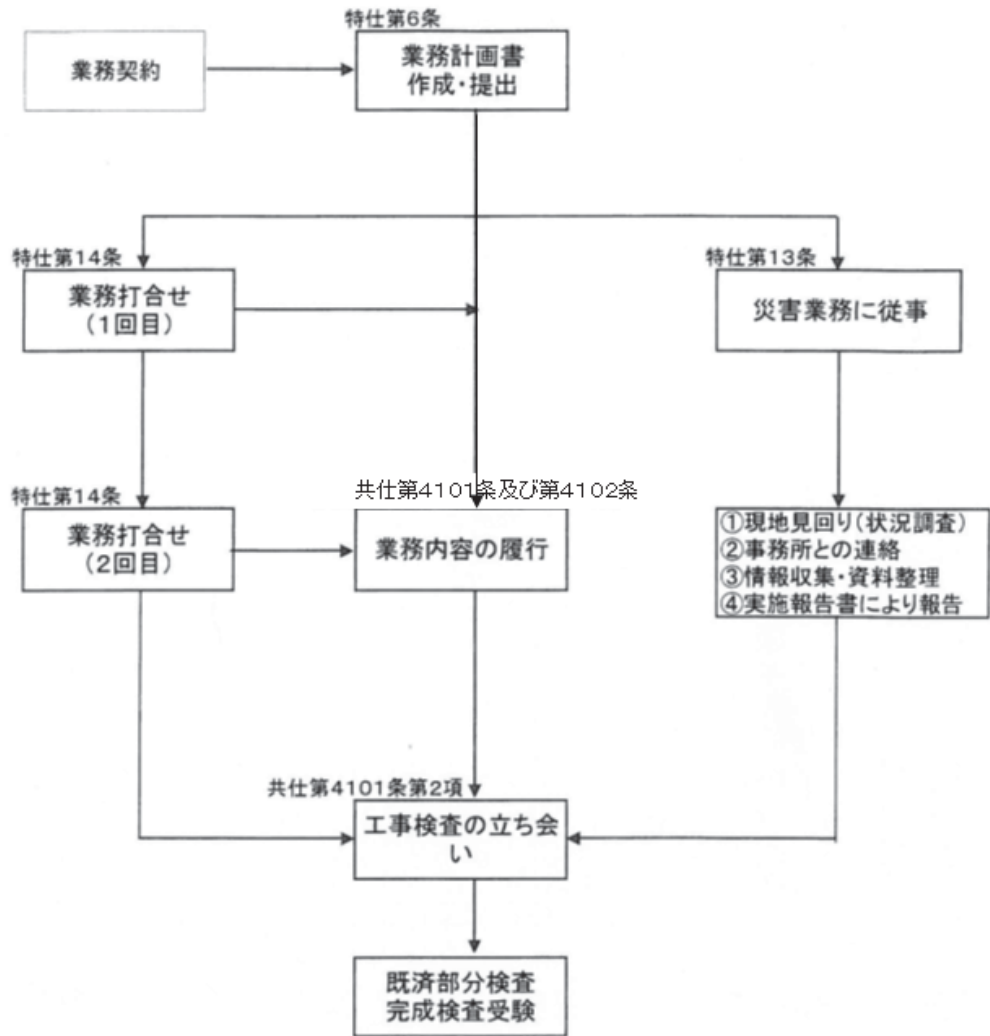 特仕第6条
業務契約
業務計画書
作成・提出
特仕第14条
業務打合せ
(1回目)
特仕第13条
災害業務に従事
特仕第14条
業務打合せ
(2回目)
共仕第4101条及び第4102条
業務内容の履行
①現地見回り(状況調査)
②事務所との連絡
③情報収集・資料整理
④実施報告書により報告
共仕第4101条第2項
工事検査の立ち会
い
既済部分検査
完成検査受験